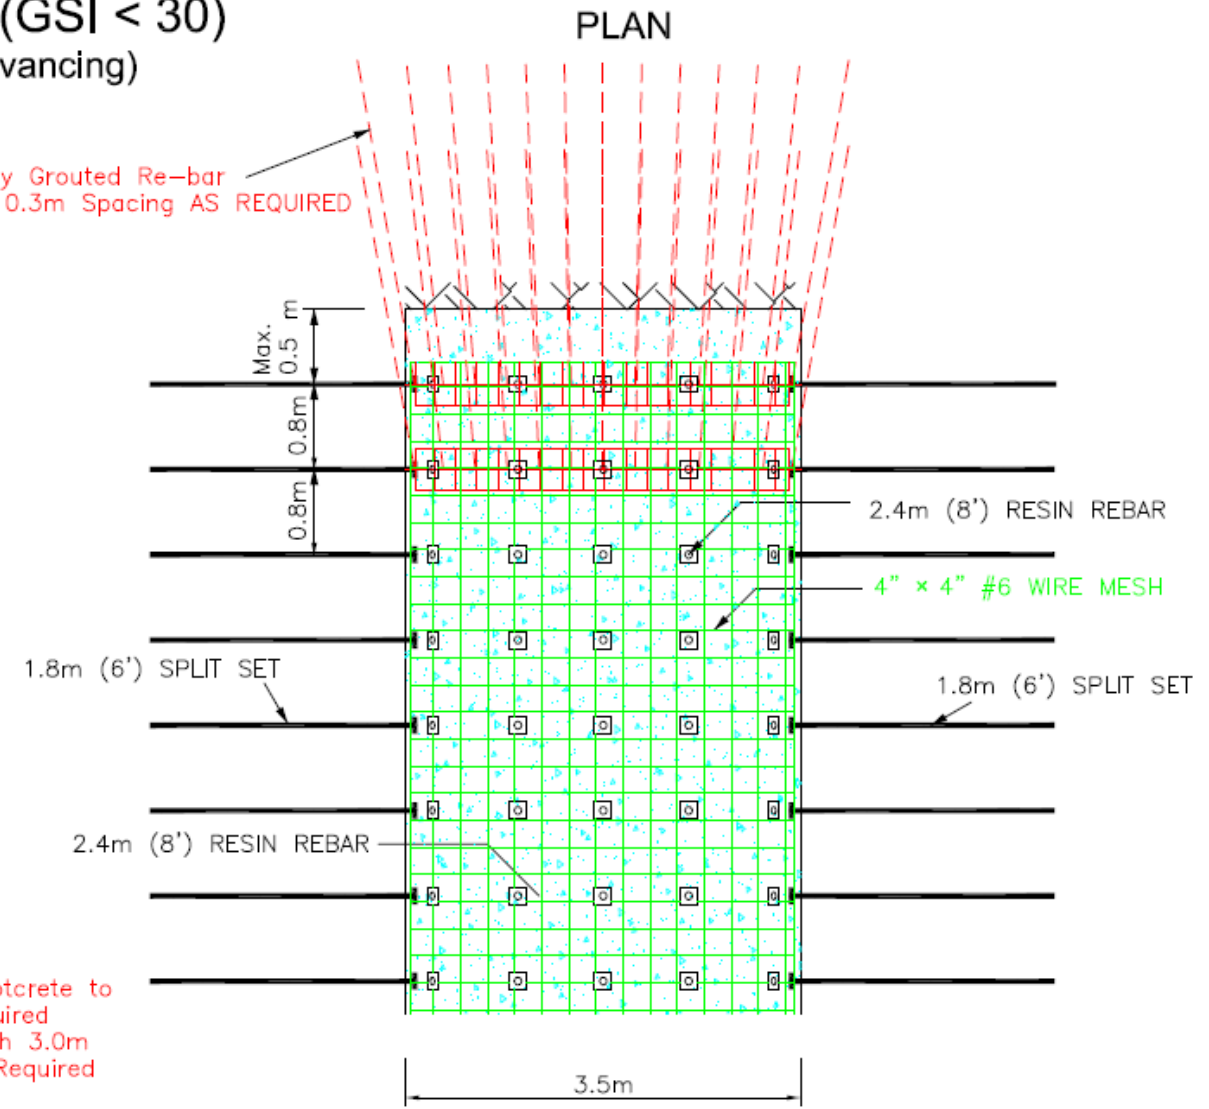 (GSI < 30)
PLAN
vancing)
y Grouted Re-bar
0.3m Spacing AS REQUIRED
Max.
0.5 m
0.8m
0.8m
2.4m (8') RESIN REBAR
4" × 4" #6 WIRE MESH
1.8m (6') SPLIT SET
1.8m (6') SPLIT SET
2.4m (8') RESIN REBAR
otcrete to
uired
h 3.0m
Required
3.5m